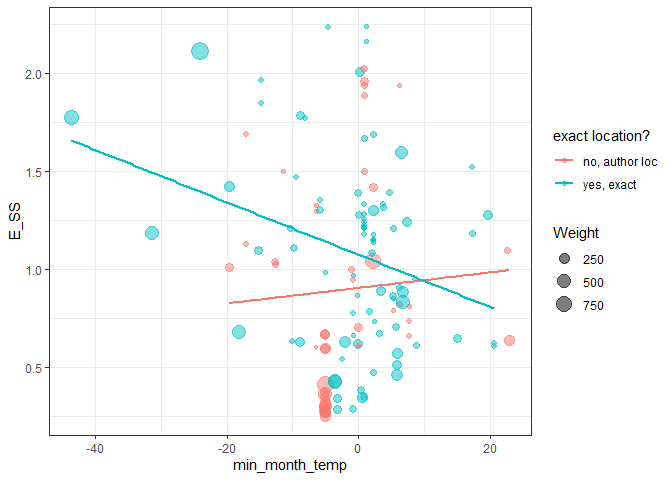 2.0
1.5
1.0
0.5
E_SS
-40
-20
0
20
min_month_temp
exact location?
no, author loc
yes, exact
Weight
250
500
750